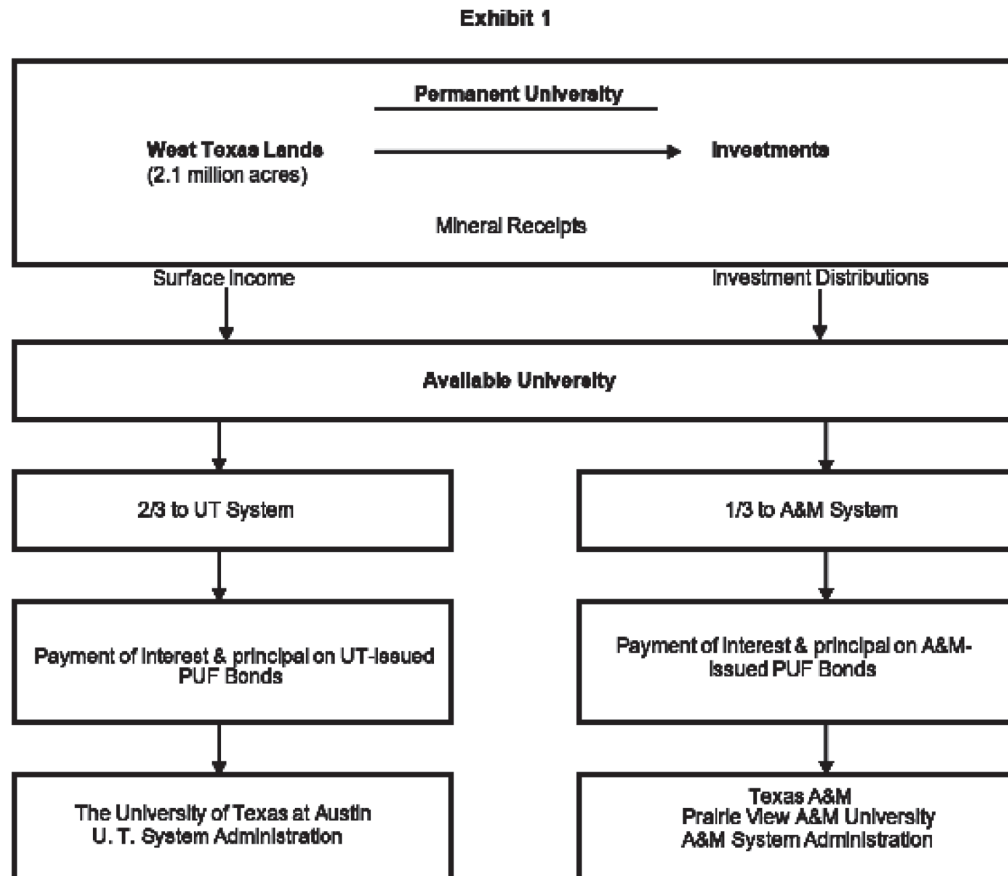 Exhibit 1
Permanent University
West Texas Lands
(2.1 million acres)
Investments
Mineral Receipts
Surface Income
Investment Distributions
Available University
2/3 to UT System
1/3 to A&M System
Payment of interest & principal on UT-issued
PUF Bonds
Payment of interest & principal on A&M-
issued PUF Bonds
The University of Texas at Austin
U. T. System Administration
Texas A&M
Prairie View A&M University
A&M System Administration